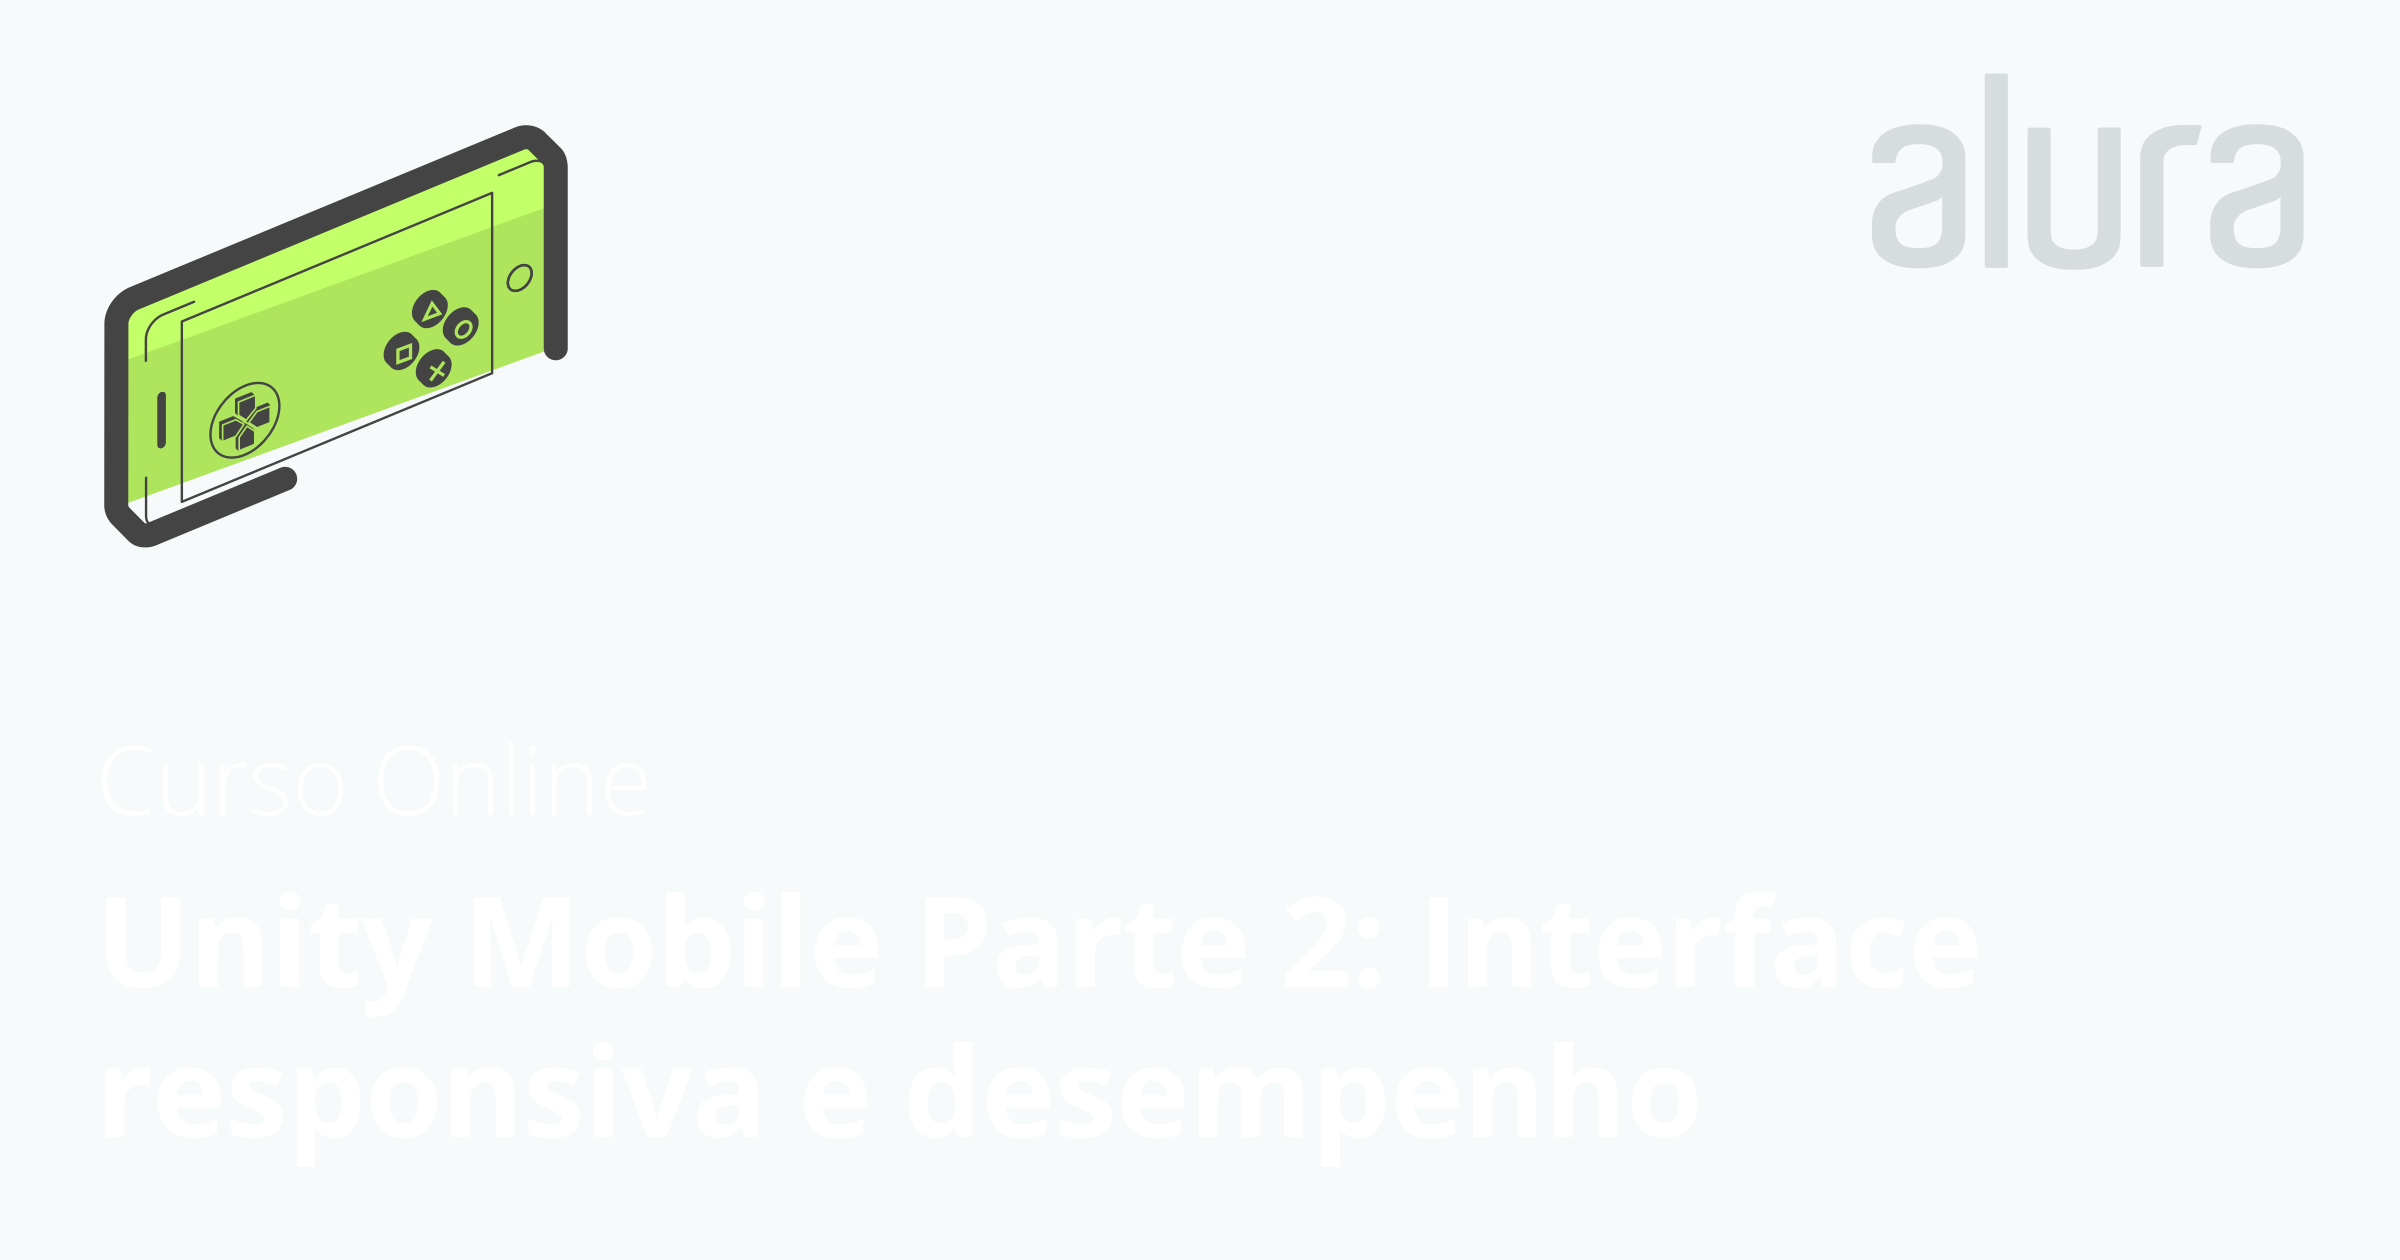 alura
Curso Online
Unity Mobile Parte 2: Interface
responsiva e desempenho